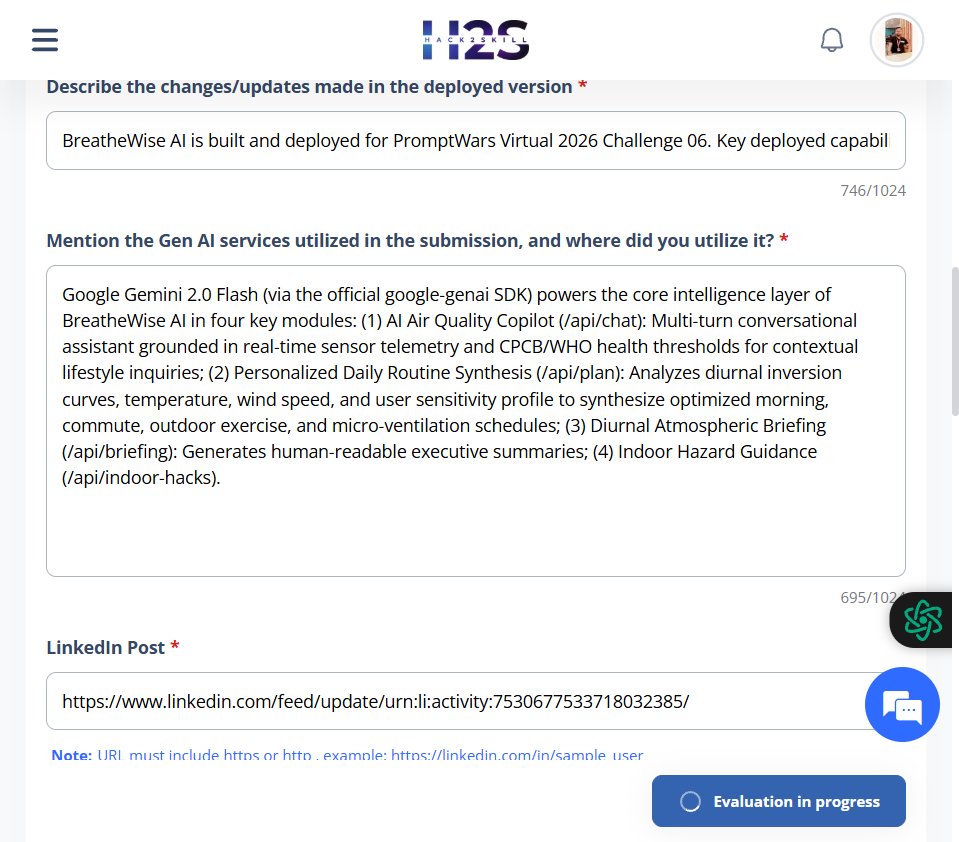 H2S
HACK2SKILL
Describe the changes/updates made in the deployed version *
BreatheWise AI is built and deployed for PromptWars Virtual 2026 Challenge 06. Key deployed capabil
746/1024
Mention the Gen AI services utilized in the submission, and where did you utilize it? *
Google Gemini 2.0 Flash (via the official google-genai SDK) powers the core intelligence layer of
BreatheWise AI in four key modules: (1) AI Air Quality Copilot (/api/chat): Multi-turn conversational
assistant grounded in real-time sensor telemetry and CPCB/WHO health thresholds for contextual
lifestyle inquiries; (2) Personalized Daily Routine Synthesis (/api/plan): Analyzes diurnal inversion
curves, temperature, wind speed, and user sensitivity profile to synthesize optimized morning,
commute, outdoor exercise, and micro-ventilation schedules; (3) Diurnal Atmospheric Briefing
(/api/briefing): Generates human-readable executive summaries; (4) Indoor Hazard Guidance
(/api/indoor-hacks).
695/1024
LinkedIn Post *
https://www.linkedin.com/feed/update/urn:li:activity:7530677533718032385/
Note: URL must include https or http , example: https://linkedin.com/in/sample_user
Evaluation in progress